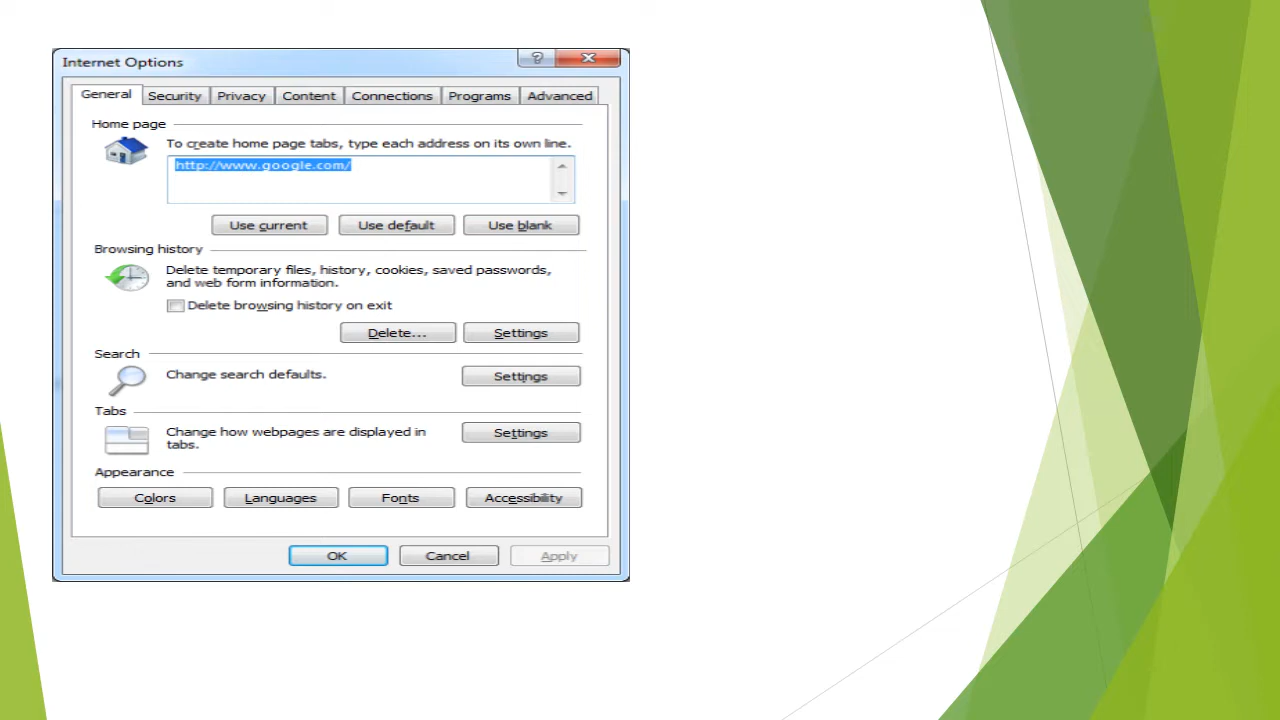 Internet Options
General Security Privacy Content Connections Programs Advanced
Home page
To create home page tabs, type each address on its own line.
http://www.google.com/
Use current Use default Use blank
Browsing history
Delete temporary files, history, cookies, saved passwords,
and web form information.
Delete browsing history on exit
Delete... Settings
Search
Change search defaults. Settings
Tabs
Change how webpages are displayed in
tabs.
Settings
Appearance
Colors Languages Fonts Accessibility
OK Cancel Apply